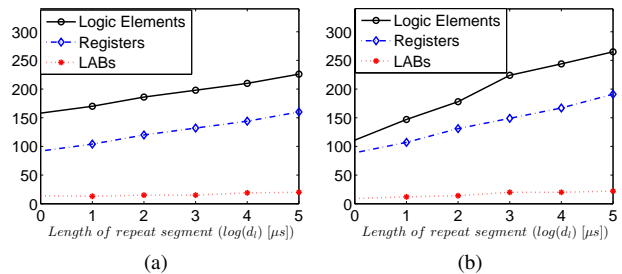 300
250
200
150
100
50
0
Logic Elements
Registers
LABs
0 1 2 3 4 5
Length of repeat segment (log(d_l) [μs])
(a)
300
250
200
150
100
50
0
Logic Elements
Registers
LABs
0 1 2 3 4 5
Length of repeat segment (log(d_l) [μs])
(b)